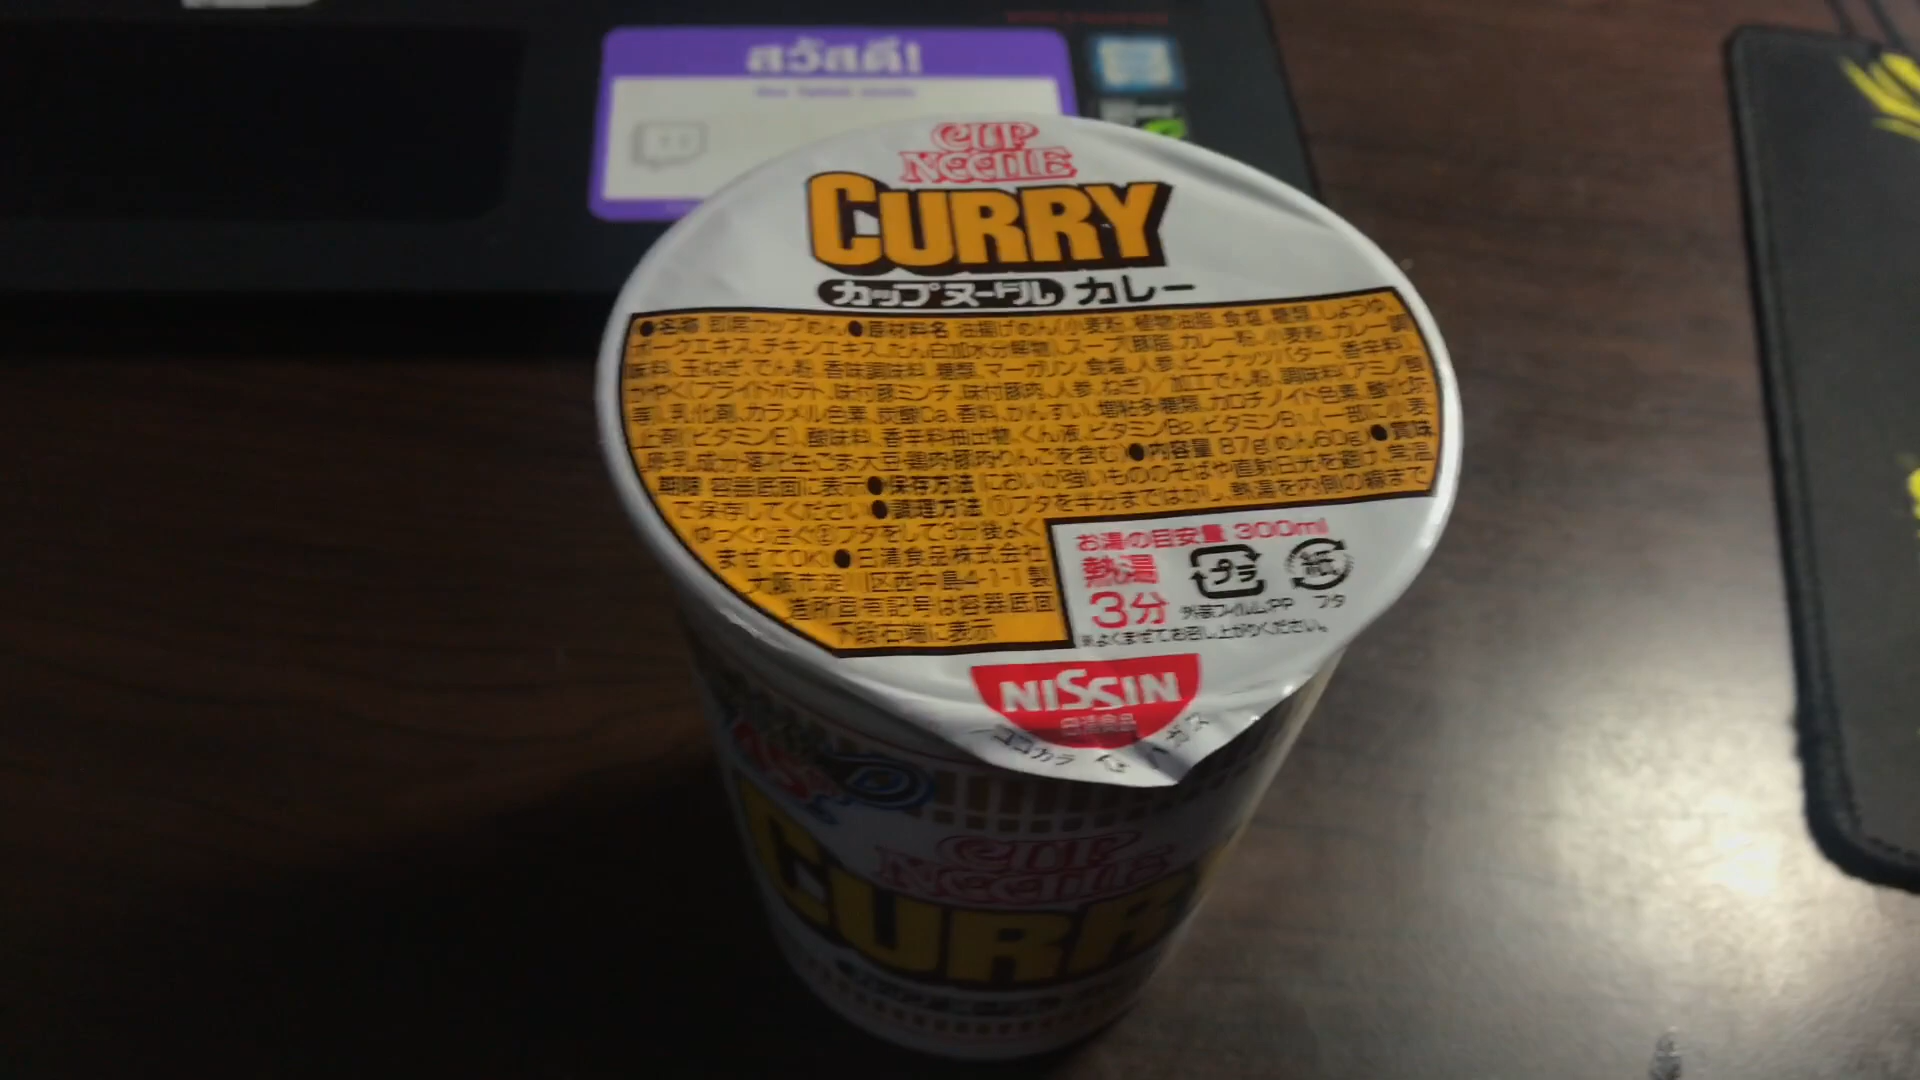 สวัสดี!
CUP
NOODLE
CURRY
カップヌードル カレー
●名称 即席カップめん●原材料名 油揚げめん(小麦粉、植物油脂、食塩、糖類、しょうゆ、
ポークエキス、チキンエキス、たん白加水分解物)、スープ(豚脂、カレー粉、小麦粉、カレー調
味料、玉ねぎ、でん粉、香味調味料、糖類、マーガリン、食塩、人参、ピーナッツバター、香辛料)、
かやく(フライドポテト、味付豚ミンチ、味付豚肉、人参、ねぎ)/加工でん粉、調味料(アミノ酸
等)、乳化剤、カラメル色素、炭酸Ca、香料、かんすい、増粘多糖類、カロチノイド色素、酸化防
止剤(ビタミンE)、酸味料、香辛料抽出物、くん液、ビタミンB2、ビタミンB1、(一部に小麦・
卵・乳成分・落花生・ごま・大豆・鶏肉・豚肉・りんごを含む)●内容量 87g(めん60g)●賞味
期限 容器底面に表示●保存方法 においが強いもののそばや直射日光を避け、常温
で保存してください●調理方法 ①フタを半分まではがし、熱湯を内側の線まで
ゆっくり注ぐ②フタをして3分後よく
まぜてOK!●日清食品株式会社
大阪市淀川区西中島4-1-1 製
造所固有記号は容器底面
下段右端に表示
お湯の目安量 300ml
熱湯
3分
プラ
紙
外装フィルム:PP フタ
※よくまぜてお召し上がりください。
NISSIN
日清食品
ココカラ
CUP
NOODLE
CURR